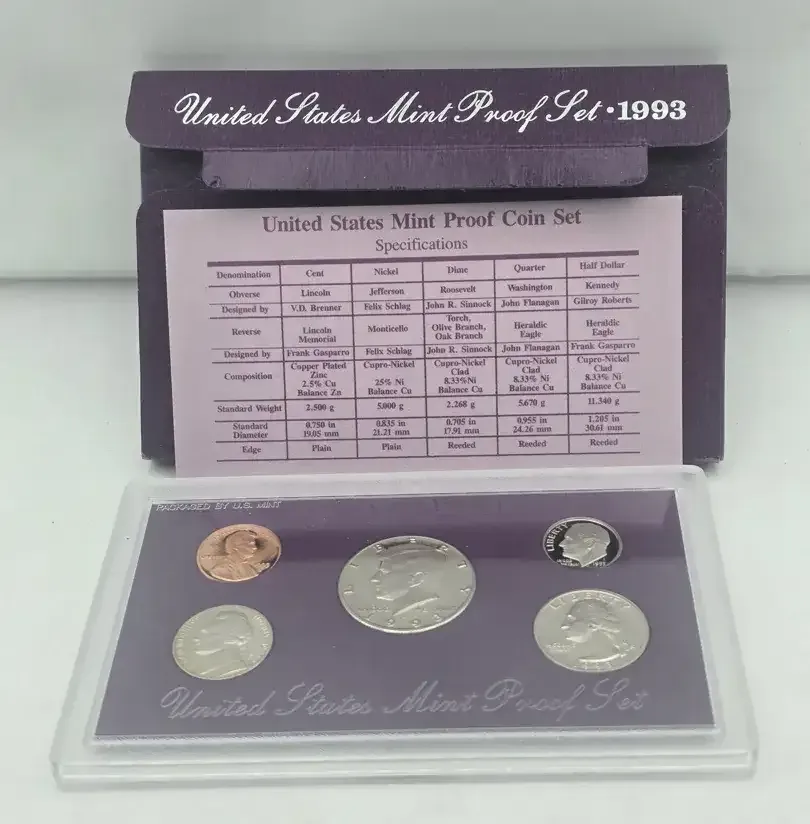 United States Mint Proof Set • 1993
United States Mint Proof Coin Set
Specifications
Denomination Cent Nickel Dime Quarter Half Dollar
Obverse Lincoln Jefferson Roosevelt Washington Kennedy
Designed by V.D. Brenner Felix Schlag John R. Sinnock John Flanagan Gilroy Roberts
Reverse Lincoln Memorial Monticello Torch, Olive Branch, Oak Branch Heraldic Eagle Heraldic Eagle
Designed by Frank Gasparro Felix Schlag John R. Sinnock John Flanagan Frank Gasparro
Composition Copper Plated Zinc 2.5% Cu Balance Zn Cupro-Nickel 25% Ni Balance Cu Cupro-Nickel Clad 8.33%Ni Balance Cu Cupro-Nickel Clad 8.33% Ni Balance Cu Cupro-Nickel Clad 8.33% Ni Balance Cu
Standard Weight 2.500 g 5.000 g 2.268 g 5.670 g 11.340 g
Standard Diameter 0.750 in 19.05 mm 0.835 in 21.21 mm 0.705 in 17.91 mm 0.955 in 24.26 mm 1.205 in 30.61 mm
Edge Plain Plain Reeded Reeded Reeded
PACKAGED BY U.S. MINT
LIBERTY
LIBERTY
1993
LIBERTY
United States Mint Proof Set